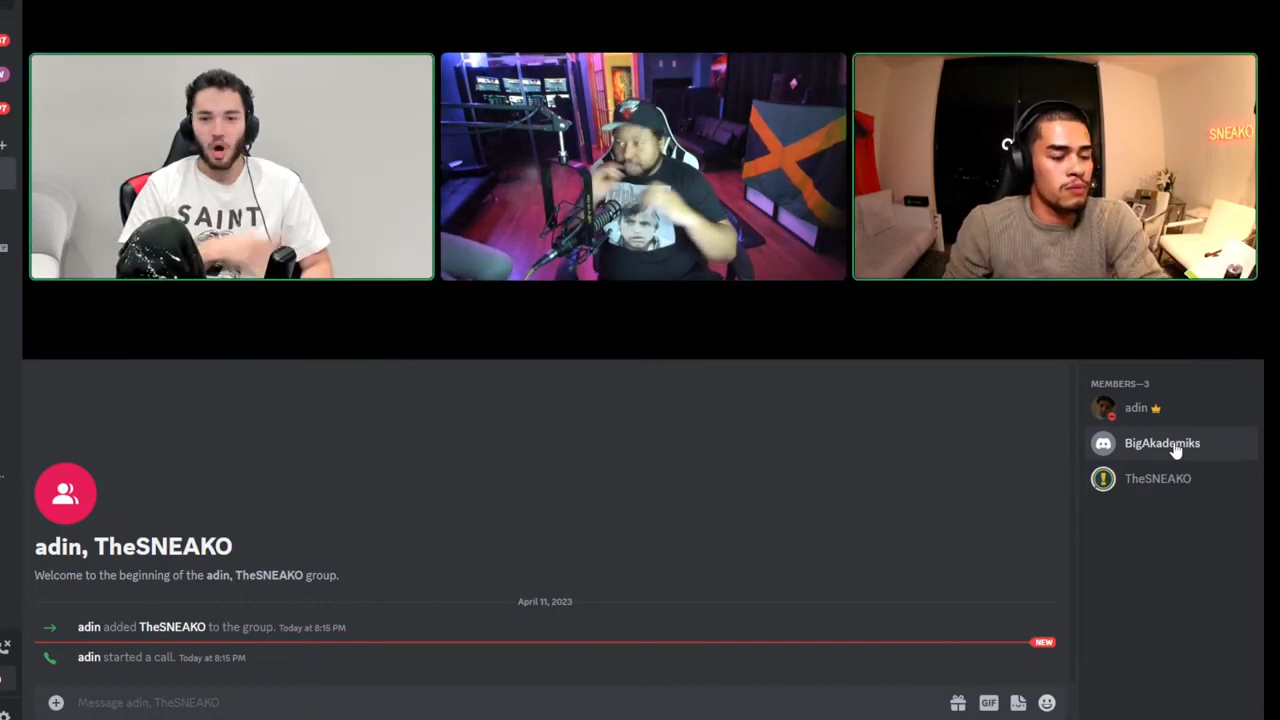 SAINT
SNEAKO
MEMBERS—3
adin
BigAkademiks
TheSNEAKO
adin, TheSNEAKO
Welcome to the beginning of the adin, TheSNEAKO group.
April 11, 2023
adin added TheSNEAKO to the group. Today at 8:15 PM
NEW
adin started a call. Today at 8:15 PM
Message adin, TheSNEAKO
GIF